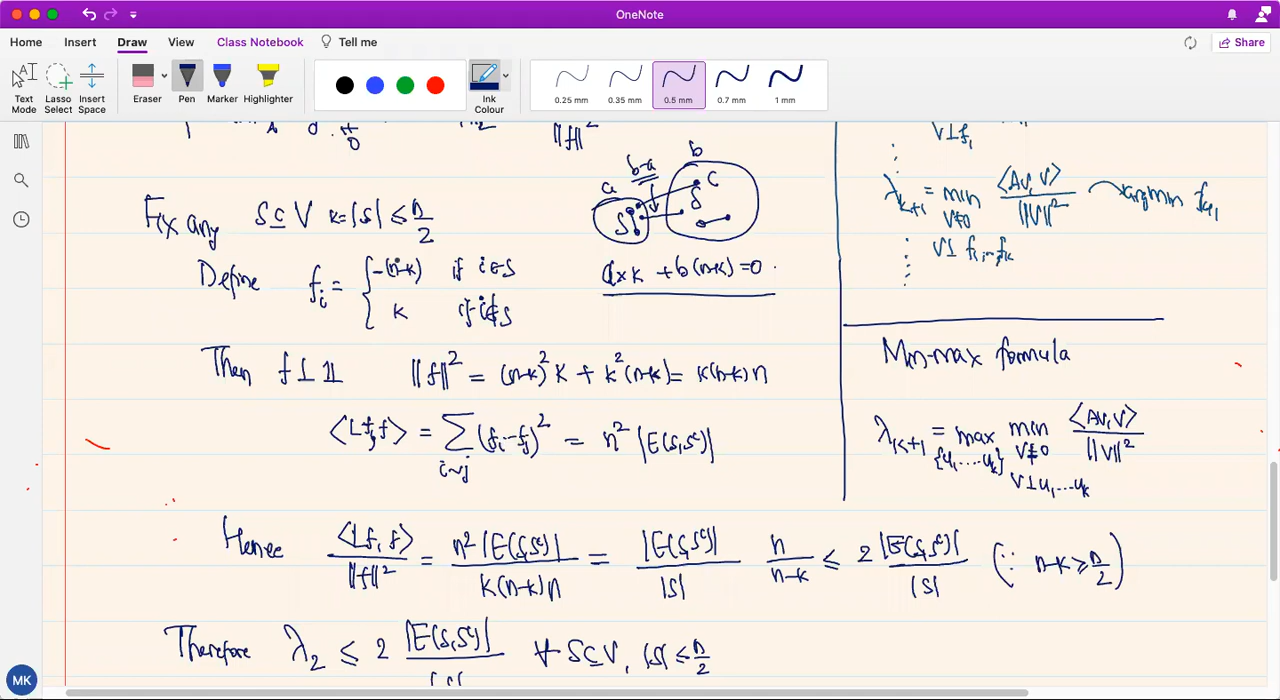 OneNote
Home Insert Draw View Class Notebook Tell me Share
Text Mode Lasso Select Insert Space Eraser Pen Marker Highlighter Ink Colour 0.25 mm 0.35 mm 0.5 mm 0.7 mm 1 mm
‖f‖²
a b-a b
S C
Fix any S⊆V k=|S| ≤ n/2
Define f_i = { -(n-k) if i∈S
k if i∉S
a×k + b(n-k)=0.
Then f⊥𝟙 ‖f‖² = (n-k)²k + k²(n-k) = k(n-k)n
⟨Lf,f⟩ = Σ_{i~j} (f_i-f_j)² = n² |E(S,S^c)|
Hence ⟨Lf,f⟩/‖f‖² = n²|E(S,S^c)|/k(n-k)n = |E(S,S^c)|/|S| n/n-k ≤ 2 |E(S,S^c)|/|S| (∵ n-k ≥ n/2)
Therefore λ₂ ≤ 2 |E(S,S^c)|/|S| ∀ S⊆V, |S| ≤ n/2
V⊥f₁
λ_{k+1} = min_{V≠0} ⟨AV,V⟩/‖V‖² argmin f_{k+1}
V⊥f₁...f_k
Min-max formula
λ_{k+1} = max_{{u₁....u_k}} min_{V≠0} ⟨AV,V⟩/‖V‖²
V⊥u₁...u_k
MK